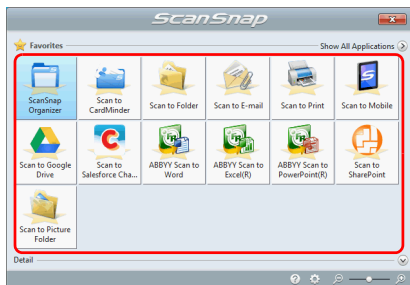 ScanSnap
Favorites
Show All Applications
ScanSnap Organizer
Scan to CardMinder
Scan to Folder
Scan to E-mail
Scan to Print
Scan to Mobile
Scan to Google Drive
Scan to Salesforce Cha...
ABBYY Scan to Word
ABBYY Scan to Excel(R)
ABBYY Scan to PowerPoint(R)
Scan to SharePoint
Scan to Picture Folder
Detail